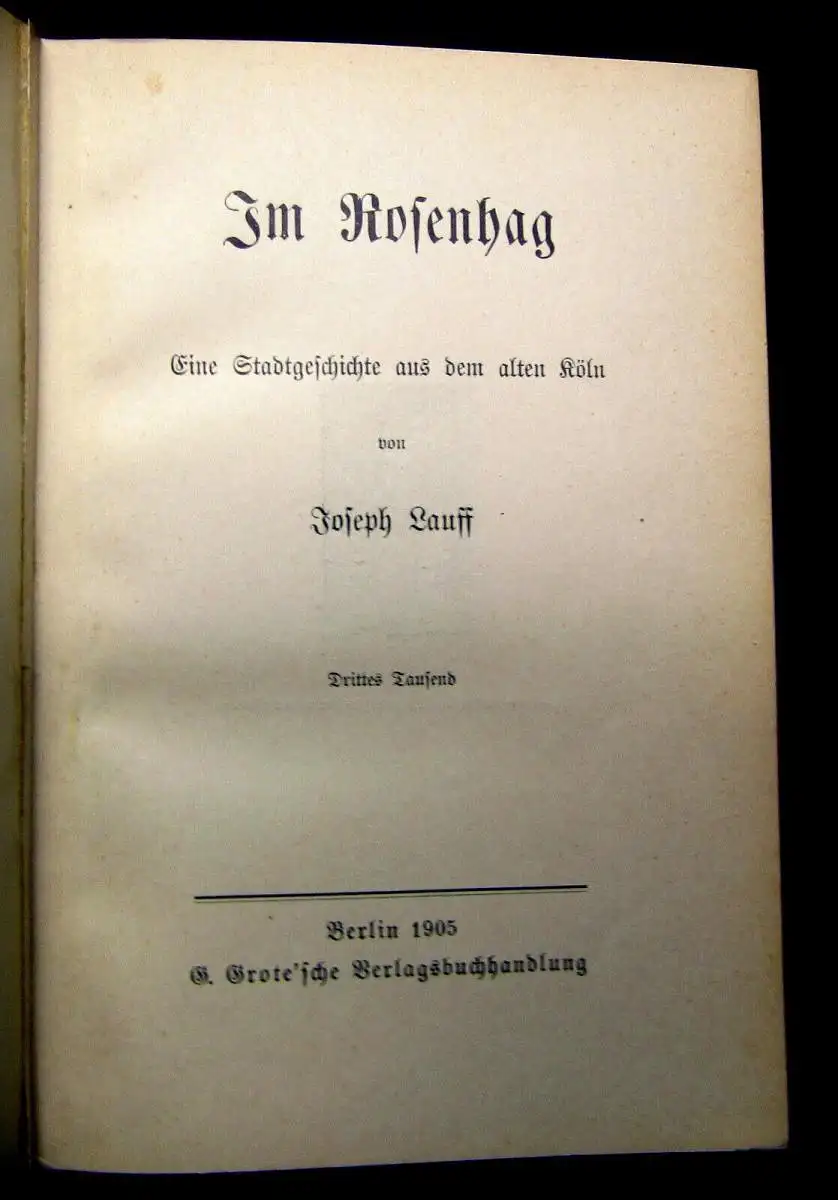 Im Rosenhag
Eine Stadtgeschichte aus dem alten Köln
von
Joseph Lauff
Drittes Tausend
Berlin 1905
G. Grote'sche Verlagsbuchhandlung